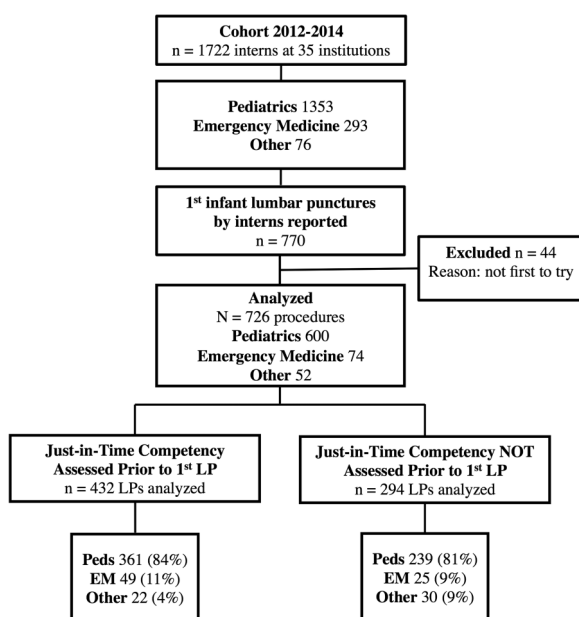 Cohort 2012-2014
n = 1722 interns at 35 institutions
Pediatrics 1353
Emergency Medicine 293
Other 76
1st infant lumbar punctures
by interns reported
n = 770
Excluded n = 44
Reason: not first to try
Analyzed
N = 726 procedures
Pediatrics 600
Emergency Medicine 74
Other 52
Just-in-Time Competency
Assessed Prior to 1st LP
n = 432 LPs analyzed
Just-in-Time Competency NOT
Assessed Prior to 1st LP
n = 294 LPs analyzed
Peds 361 (84%)
EM 49 (11%)
Other 22 (4%)
Peds 239 (81%)
EM 25 (9%)
Other 30 (9%)